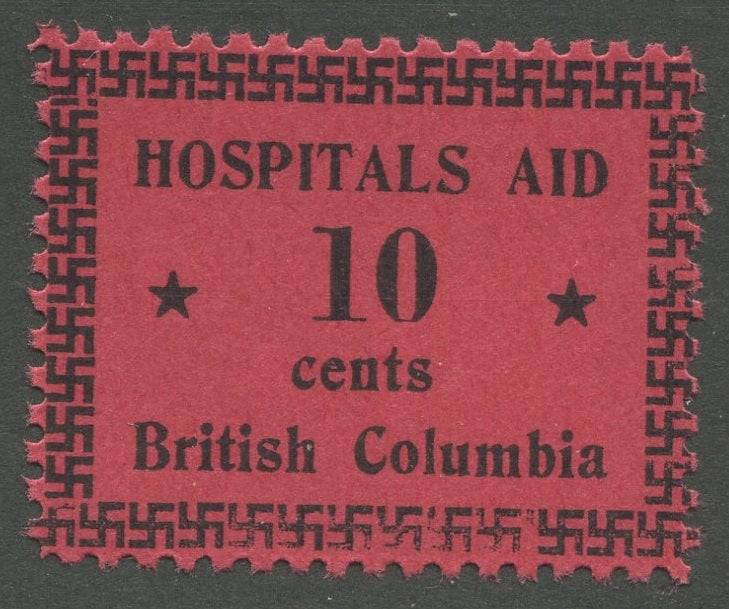 HOSPITALS AID
10
cents
British Columbia